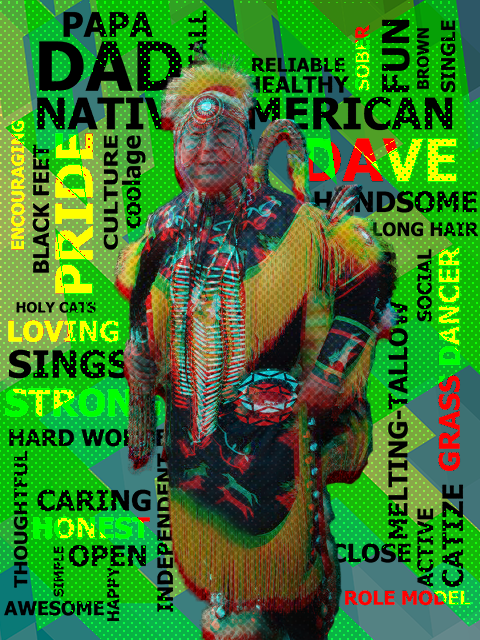 PAPA
DAD
TALL
RELIABLE
HEALTHY
SOBER
FUN
BROWN
SINGLE
NATIV MERICAN
ENCOURAGING
BLACK FEET
PRIDE
CULTURE
Coolage
DAVE
HANDSOME
LONG HAIR
HOLY CATS
LOVING
SINGS
STRON
HARD WORKE
SOCIAL
DANCER
MELTING-TALLOW
GRASS
THOUGHTFUL
CARING
HONEST
SIMPLE
OPEN
HAPPY
INDEPENDENT
AWESOME
CLOSE
ACTIVE
CATIZE
ROLE MODEL